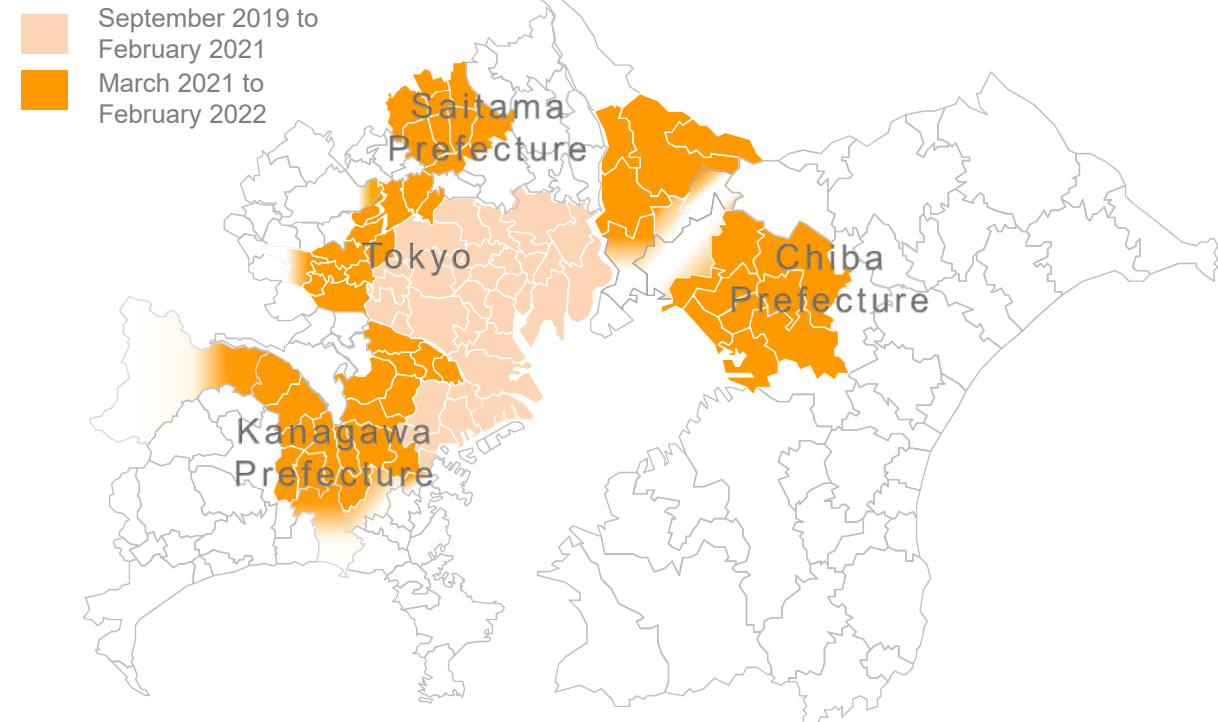 September 2019 to
February 2021
March 2021 to
February 2022
Saitama
Prefecture
Tokyo
Chiba
Prefecture
Kanagawa
Prefecture